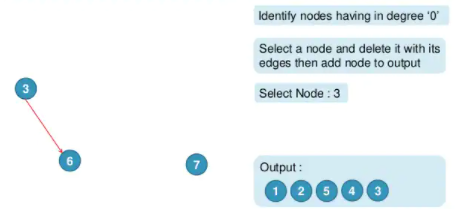 Identify nodes having in degree ‘0’
Select a node and delete it with its
edges then add node to output
3
Select Node : 3
6
7
Output :
1 2 5 4 3